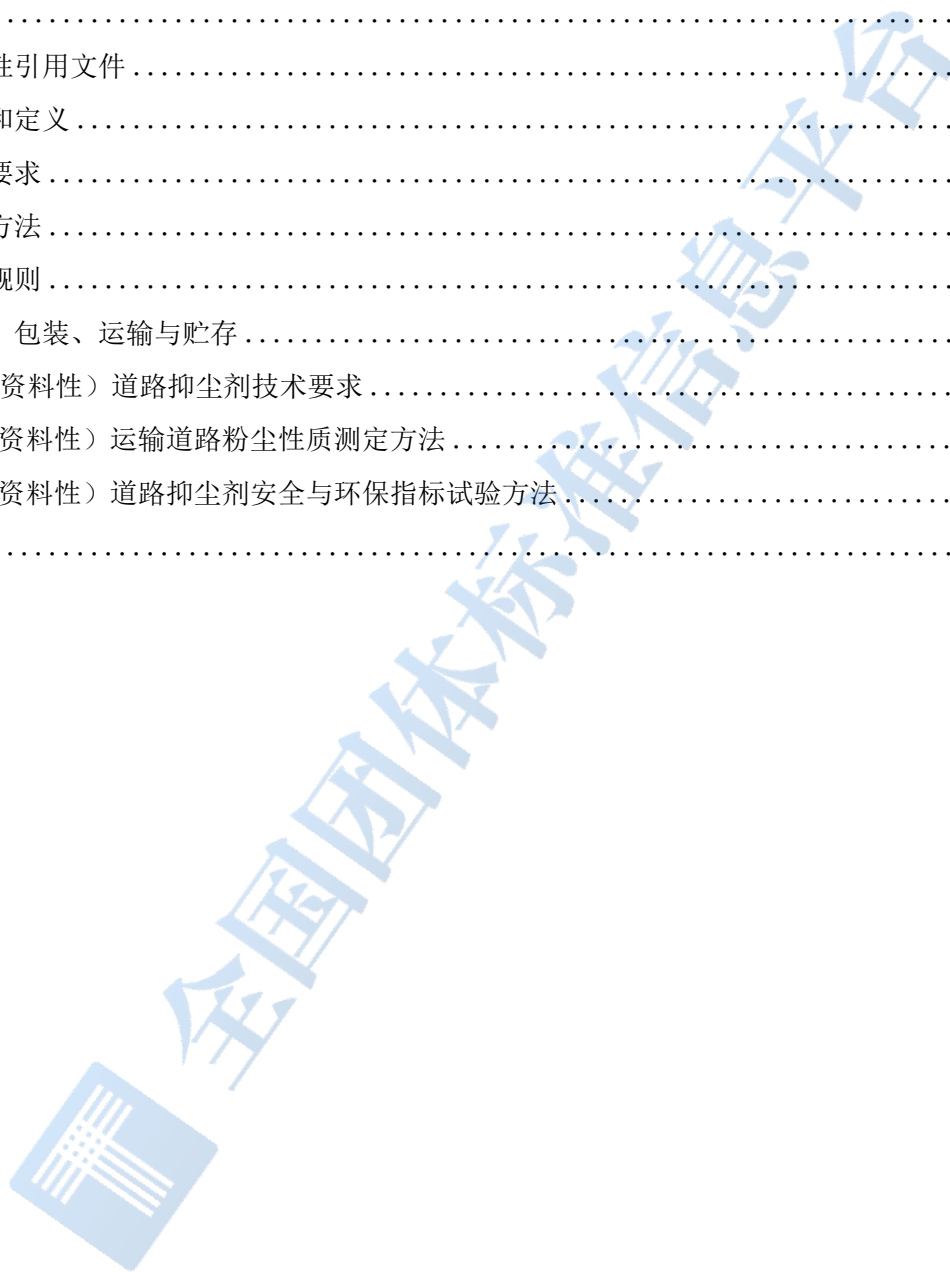 ....................................................................
性引用文件....................................................................
和定义....................................................................
要求....................................................................
方法....................................................................
规则....................................................................
包装、运输与贮存....................................................................
资料性）道路抑尘剂技术要求....................................................................
资料性）运输道路粉尘性质测定方法....................................................................
资料性）道路抑尘剂安全与环保指标试验方法....................................................................
....................................................................
全国团体标准信息平台